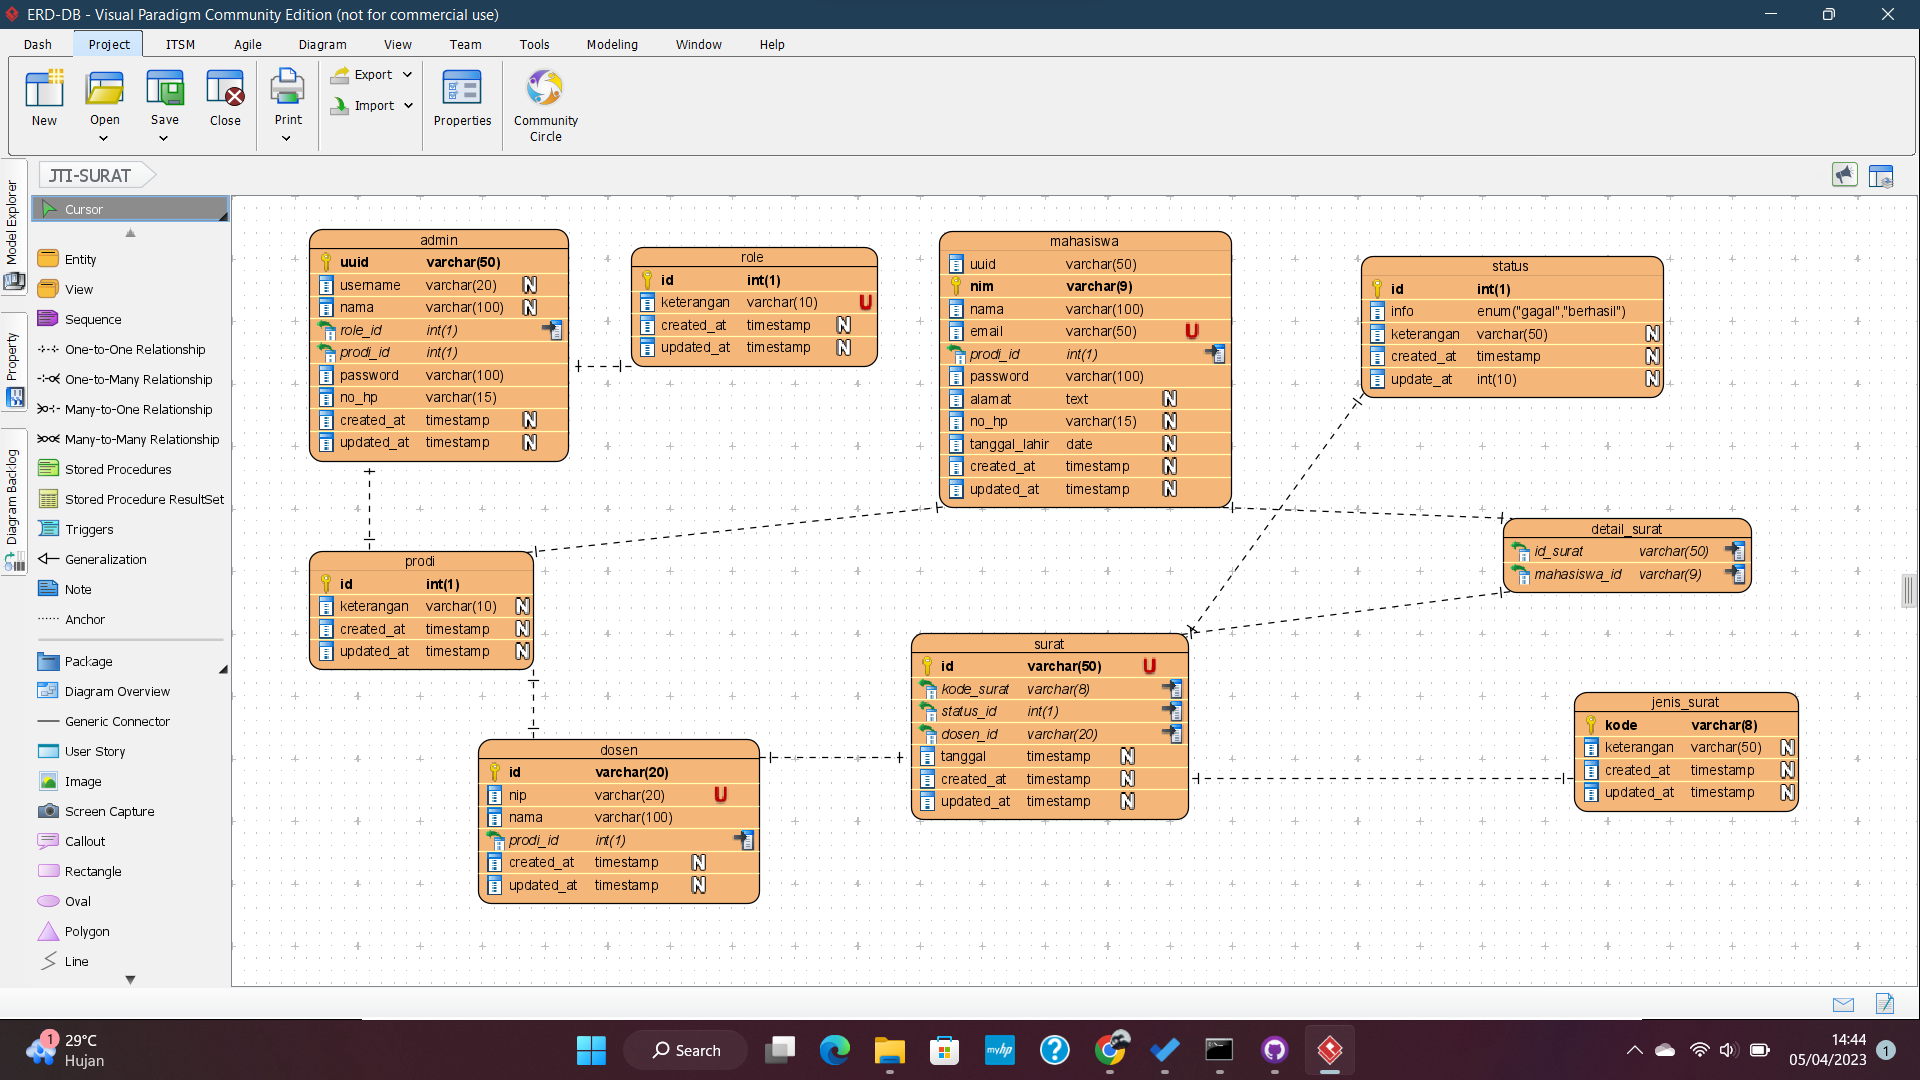 ERD-DB - Visual Paradigm Community Edition (not for commercial use)
Dash Project ITSM Agile Diagram View Team Tools Modeling Window Help
New Open Save Close Print Export Import Properties Community Circle
JTI-SURAT
Model Explorer
Property
Diagram Backlog
Cursor
Entity
View
Sequence
One-to-One Relationship
One-to-Many Relationship
Many-to-One Relationship
Many-to-Many Relationship
Stored Procedures
Stored Procedure ResultSet
Triggers
Generalization
Note
Anchor
Package
Diagram Overview
Generic Connector
User Story
Image
Screen Capture
Callout
Rectangle
Oval
Polygon
Line
admin
uuid varchar(50)
username varchar(20) N
nama varchar(100) N
role_id int(1)
prodi_id int(1)
password varchar(100)
no_hp varchar(15)
created_at timestamp N
updated_at timestamp N
role
id int(1)
keterangan varchar(10) U
created_at timestamp N
updated_at timestamp N
mahasiswa
uuid varchar(50)
nim varchar(9)
nama varchar(100)
email varchar(50) U
prodi_id int(1)
password varchar(100)
alamat text N
no_hp varchar(15) N
tanggal_lahir date N
created_at timestamp N
updated_at timestamp N
status
id int(1)
info enum("gagal","berhasil")
keterangan varchar(50) N
created_at timestamp N
update_at int(10) N
detail_surat
id_surat varchar(50)
mahasiswa_id varchar(9)
prodi
id int(1)
keterangan varchar(10) N
created_at timestamp N
updated_at timestamp N
surat
id varchar(50) U
kode_surat varchar(8)
status_id int(1)
dosen_id varchar(20)
tanggal timestamp N
created_at timestamp N
updated_at timestamp N
jenis_surat
kode varchar(8)
keterangan varchar(50) N
created_at timestamp N
updated_at timestamp N
dosen
id varchar(20)
nip varchar(20) U
nama varchar(100)
prodi_id int(1)
created_at timestamp N
updated_at timestamp N
1
29°C
Hujan
Search
myhp
14:44
05/04/2023
1